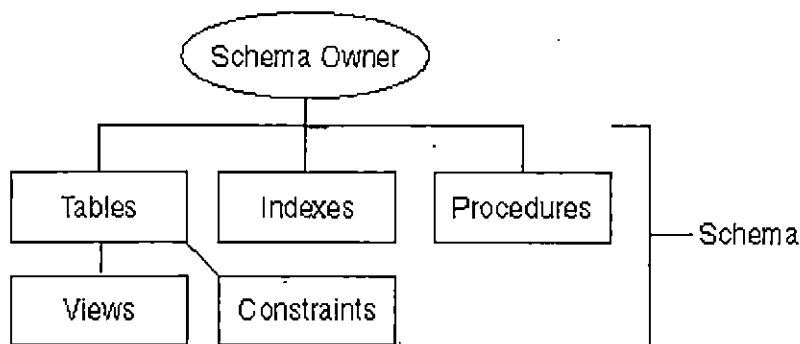 Schema Owner
Tables
Indexes
Procedures
Schema
Views
Constraints